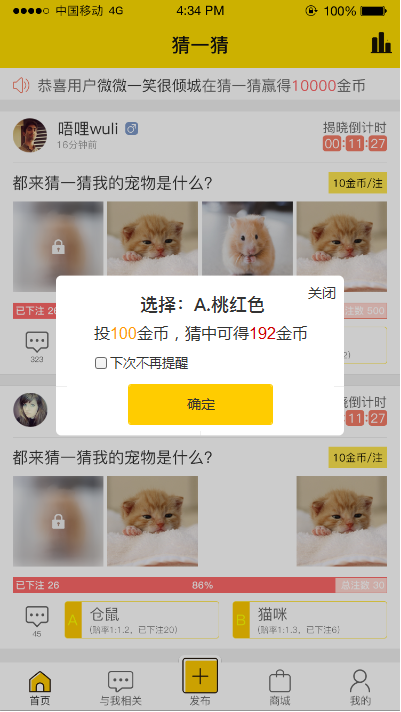 中国移动 4G 4:34 PM 100%
猜一猜
恭喜用户微微一笑很倾城在猜一猜赢得10000金币
唔哩wuli 揭晓倒计时
16分钟前 00:11:27
都来猜一猜我的宠物是什么? 10金币/注
关闭
选择：A.桃红色
已下注 26 总注数 500
投100金币，猜中可得192金币
323
下次不再提醒
确定
揭晓倒计时
:11:27
都来猜一猜我的宠物是什么? 10金币/注
已下注 26 86% 总注数 30
A 仓鼠 B 猫咪
45 (赔率1:1.2，已下注20) (赔率1:1.3，已下注6)
首页 与我相关 发布 商城 我的